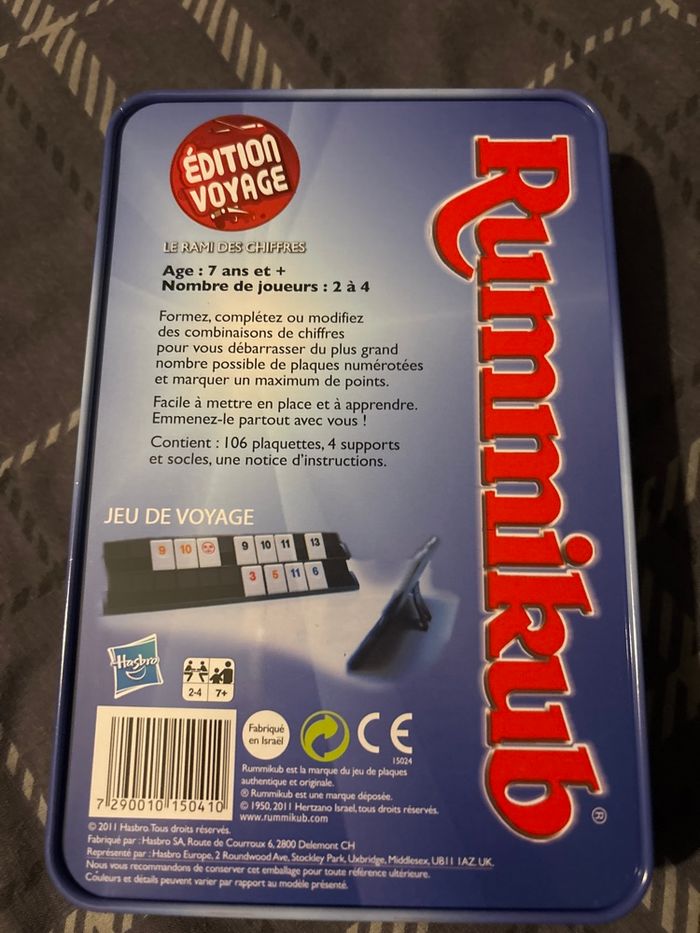 ÉDITION
VOYAGE
Rummikub®
LE RAMI DES CHIFFRES
Age : 7 ans et +
Nombre de joueurs : 2 à 4
Formez, complétez ou modifiez
des combinaisons de chiffres
pour vous débarrasser du plus grand
nombre possible de plaques numérotées
et marquer un maximum de points.
Facile à mettre en place et à apprendre.
Emmenez-le partout avec vous !
Contient : 106 plaquettes, 4 supports
et socles, une notice d'instructions.
JEU DE VOYAGE
9 10 9 10 11 13
3 5 11 6
Hasbro
2-4 7+
Fabriqué
en Israël
CE
15024
7 290010 150410
Rummikub est la marque du jeu de plaques
authentique et originale.
® Rummikub est une marque déposée.
© 1950, 2011 Hertzano Israel, tous droits réservés.
www.rummikub.com
© 2011 Hasbro. Tous droits réservés.
Fabriqué par : Hasbro SA, Route de Courroux 6, 2800 Delemont CH
Représenté par : Hasbro Europe, 2 Roundwood Ave, Stockley Park, Uxbridge, Middlesex, UB11 1AZ. UK.
Nous vous recommandons de conserver cet emballage pour toute référence ultérieure.
Couleurs et détails peuvent varier par rapport au modèle présenté.